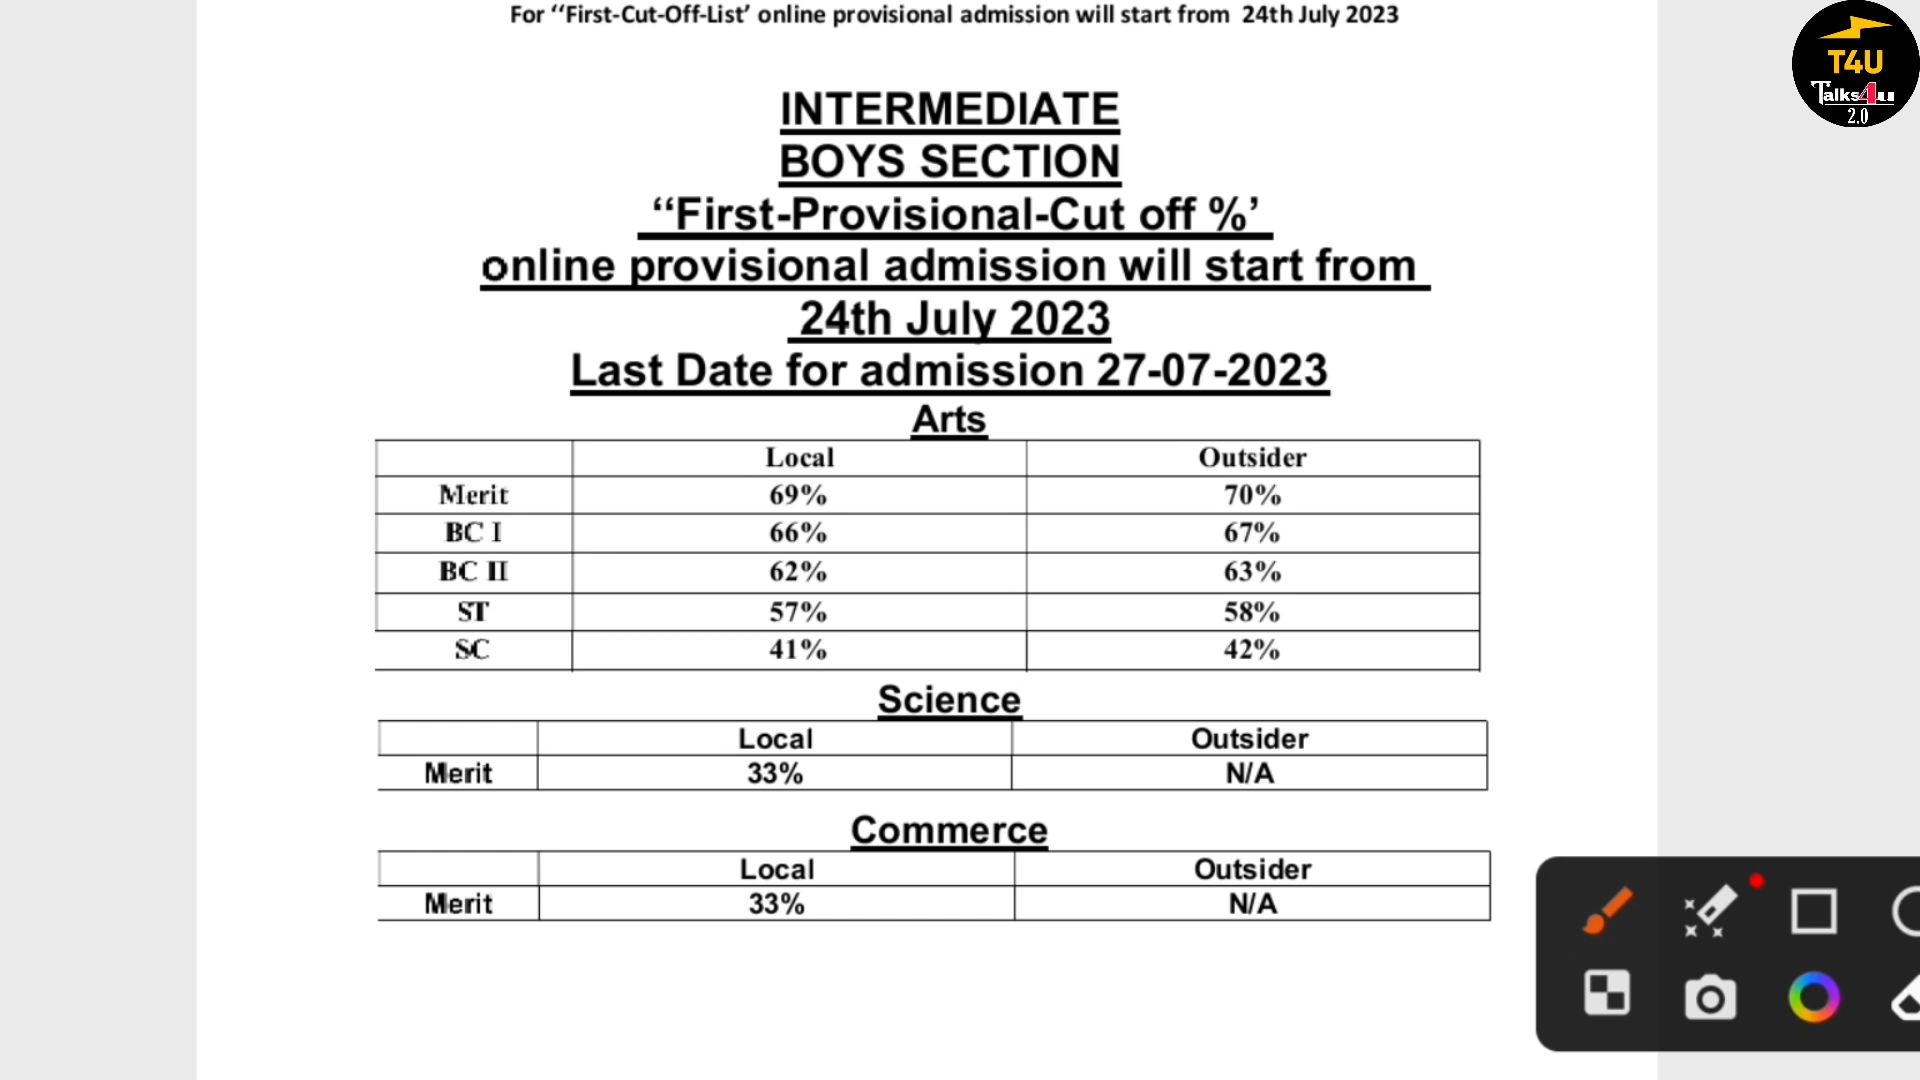 For ‘‘First-Cut-Off-List’ online provisional admission will start from 24th July 2023
T4U
Talks4u
2.0
INTERMEDIATE
BOYS SECTION
‘‘First-Provisional-Cut off %’
online provisional admission will start from
24th July 2023
Last Date for admission 27-07-2023
Arts
Local Outsider
Merit 69% 70%
BC I 66% 67%
BC II 62% 63%
ST 57% 58%
SC 41% 42%
Science
Local Outsider
Merit 33% N/A
Commerce
Local Outsider
Merit 33% N/A